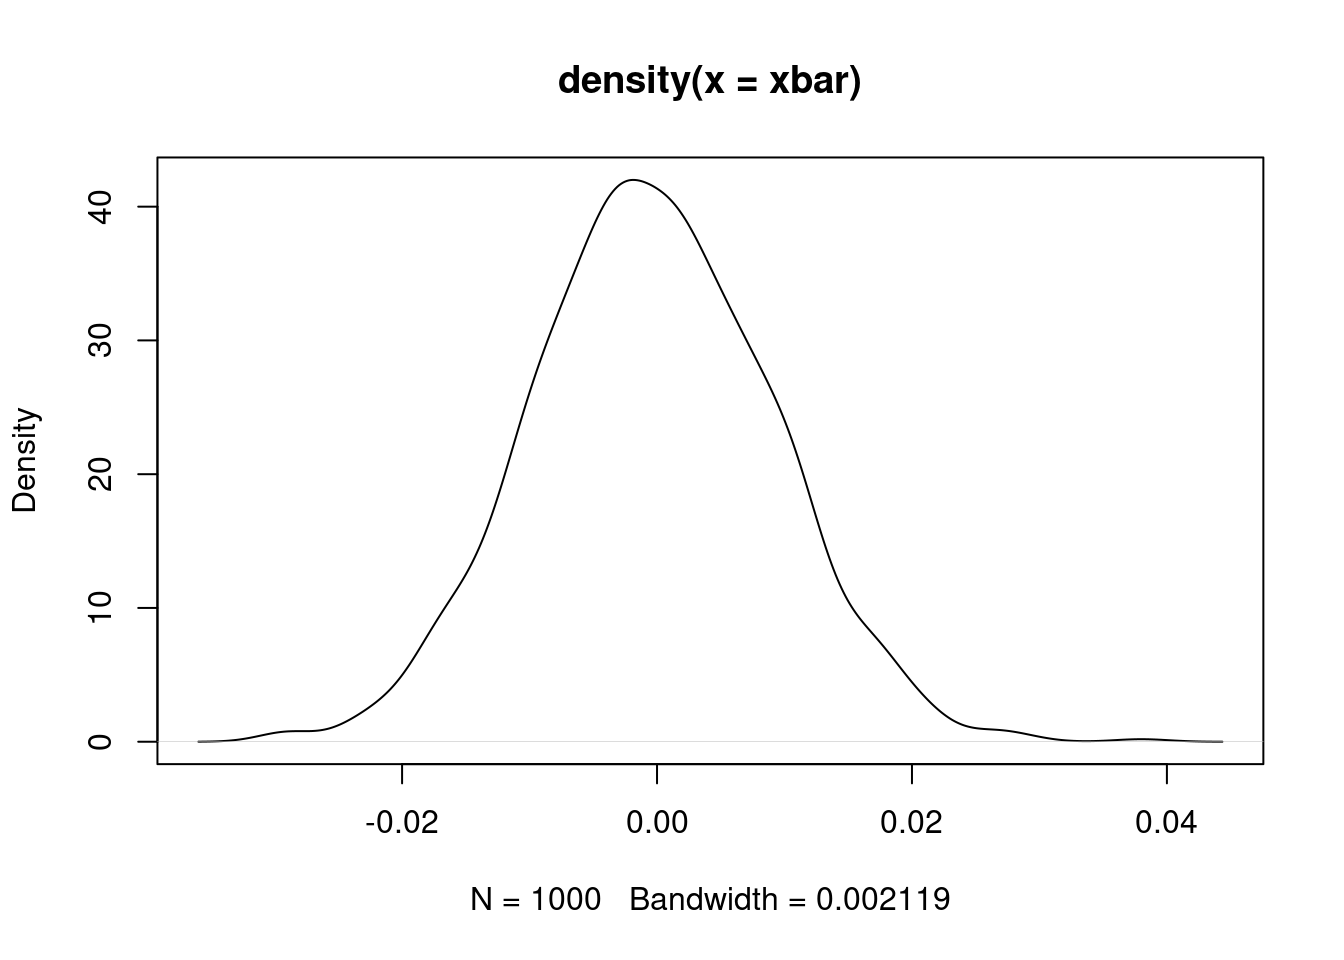 density(x = xbar)
Density
40
30
20
10
0
-0.02 0.00 0.02 0.04
N = 1000 Bandwidth = 0.002119